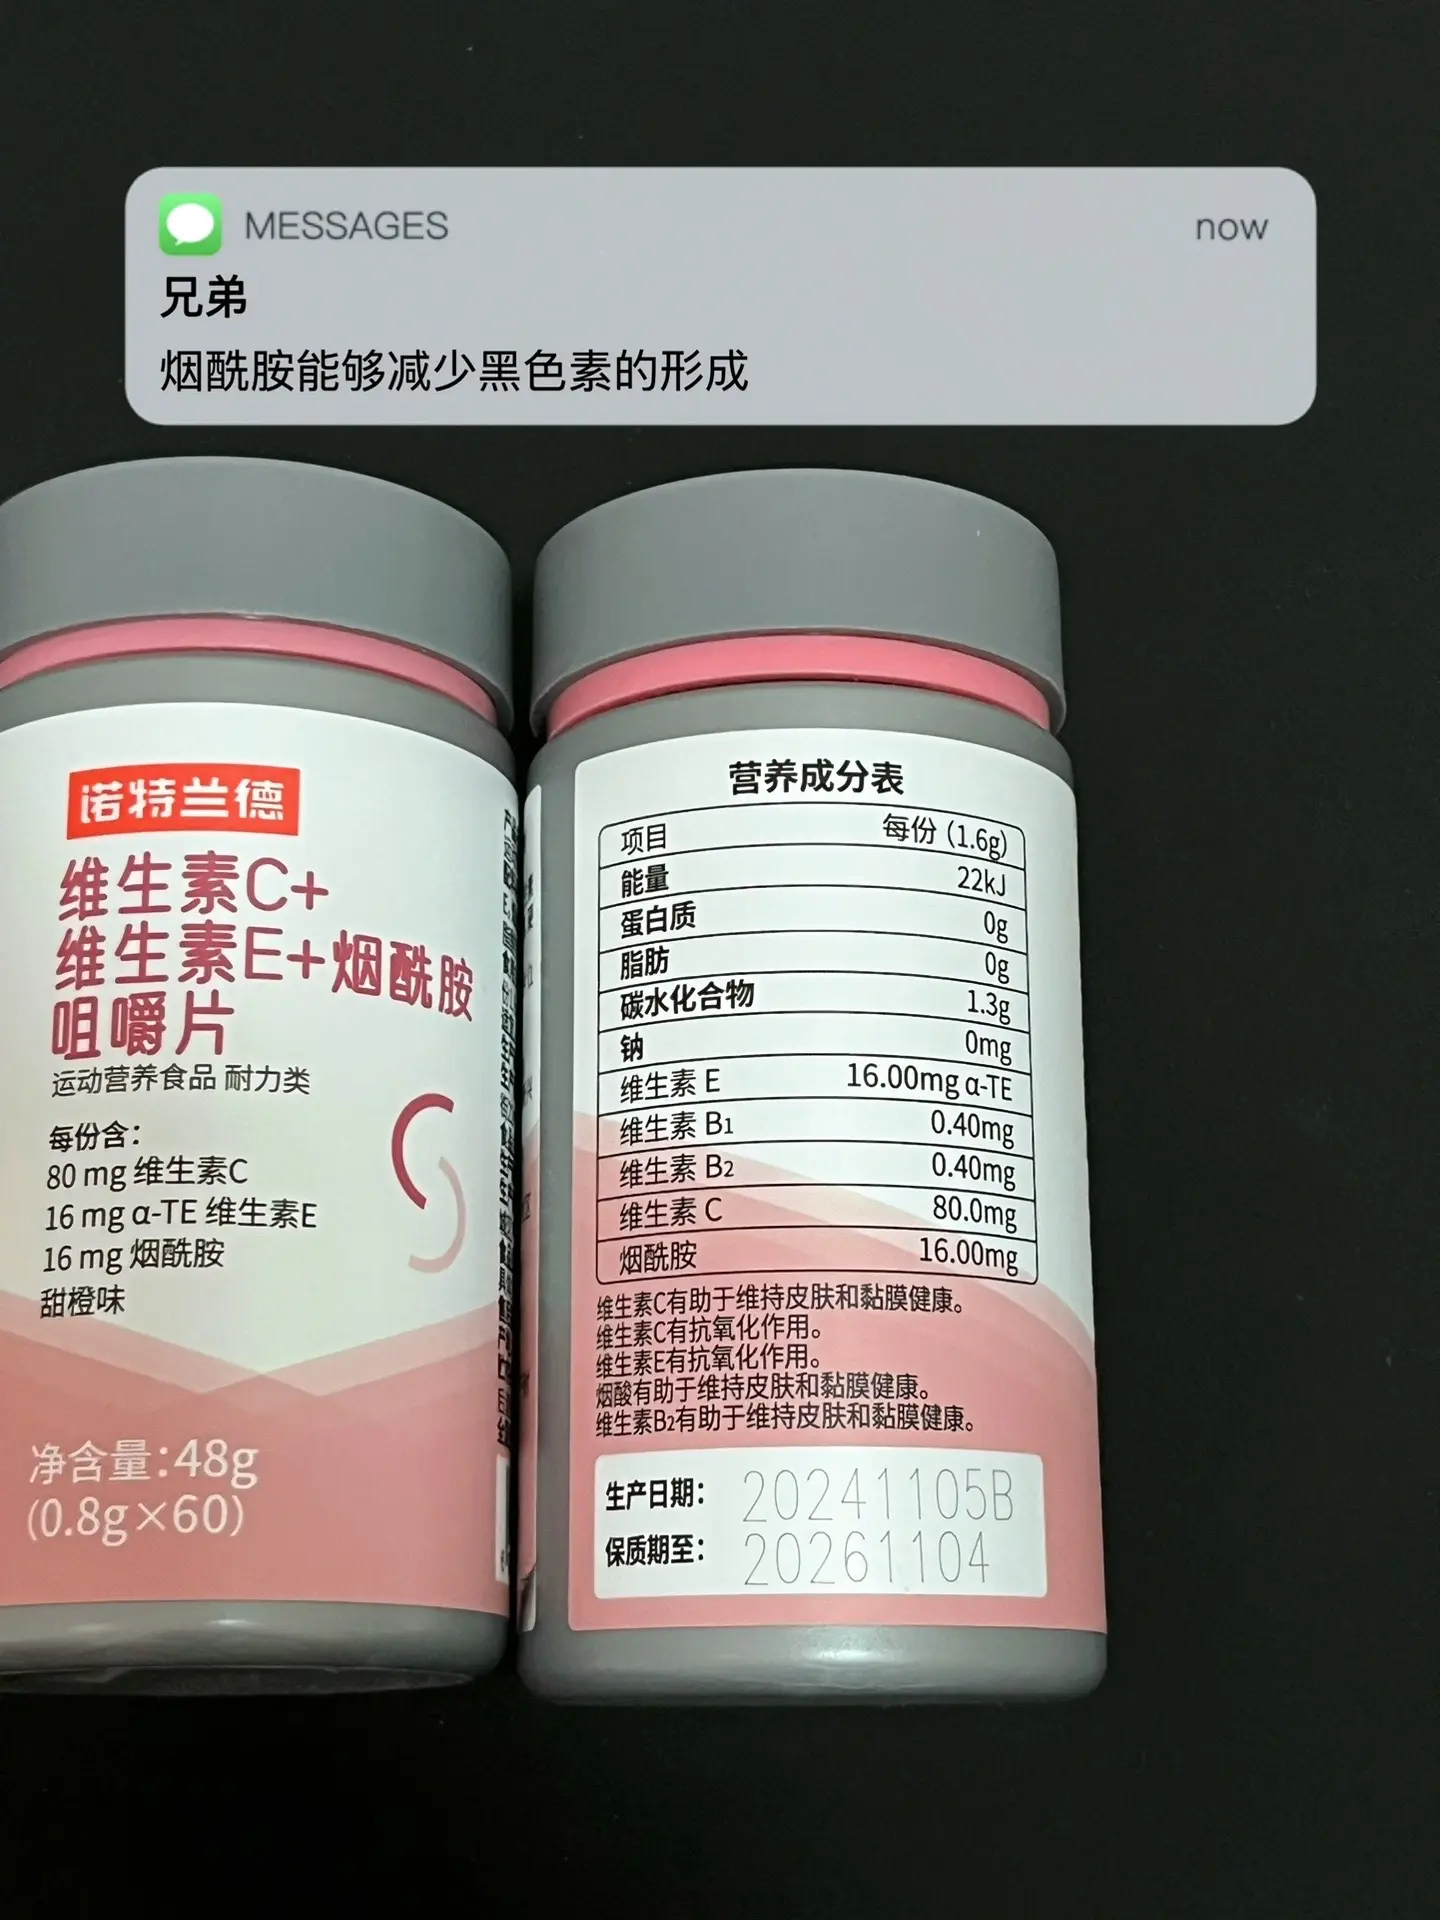 MESSAGES
now
兄弟
烟酰胺能够减少黑色素的形成
诺特兰德
维生素C+
维生素E+烟酰胺
咀嚼片
运动营养食品 耐力类
每份含：
80 mg 维生素C
16 mg α-TE 维生素E
16 mg 烟酰胺
甜橙味
净含量：48g
(0.8g×60)
营养成分表
项目 每份 (1.6g)
能量 22kJ
蛋白质 0g
脂肪 0g
碳水化合物 1.3g
钠 0mg
维生素 E 16.00mg α-TE
维生素 B1 0.40mg
维生素 B2 0.40mg
维生素 C 80.0mg
烟酰胺 16.00mg
维生素C有助于维持皮肤和黏膜健康。
维生素C有抗氧化作用。
维生素E有抗氧化作用。
烟酸有助于维持皮肤和黏膜健康。
维生素B2有助于维持皮肤和黏膜健康。
生产日期： 20241105B
保质期至： 20261104